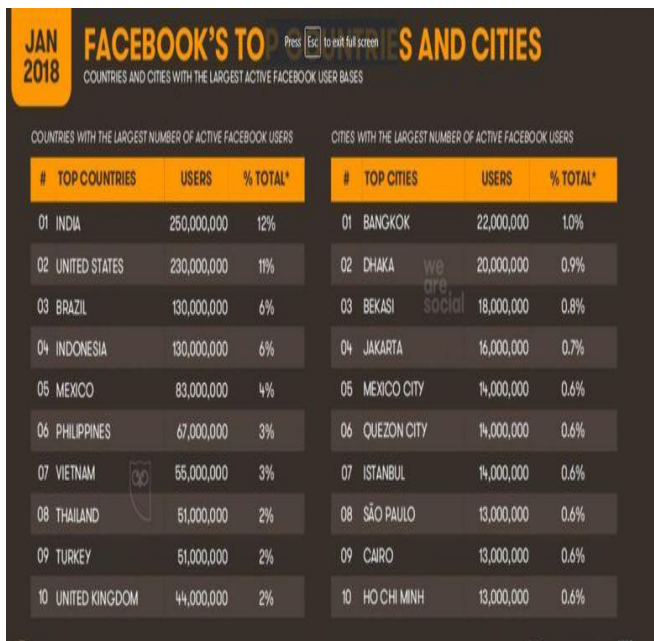 JAN
2018
FACEBOOK'S TOP COUNTRIES AND CITIES
Press Esc to exit full screen
COUNTRIES AND CITIES WITH THE LARGEST ACTIVE FACEBOOK USER BASES
COUNTRIES WITH THE LARGEST NUMBER OF ACTIVE FACEBOOK USERS
# TOP COUNTRIES USERS % TOTAL*
01 INDIA 250,000,000 12%
02 UNITED STATES 230,000,000 11%
03 BRAZIL 130,000,000 6%
04 INDONESIA 130,000,000 6%
05 MEXICO 83,000,000 4%
06 PHILIPPINES 67,000,000 3%
07 VIETNAM 55,000,000 3%
08 THAILAND 51,000,000 2%
09 TURKEY 51,000,000 2%
10 UNITED KINGDOM 44,000,000 2%
CITIES WITH THE LARGEST NUMBER OF ACTIVE FACEBOOK USERS
# TOP CITIES USERS % TOTAL*
01 BANGKOK 22,000,000 1.0%
02 DHAKA 20,000,000 0.9%
03 BEKASI 18,000,000 0.8%
04 JAKARTA 16,000,000 0.7%
05 MEXICO CITY 14,000,000 0.6%
06 QUEZON CITY 14,000,000 0.6%
07 ISTANBUL 14,000,000 0.6%
08 SÃO PAULO 13,000,000 0.6%
09 CAIRO 13,000,000 0.6%
10 HO CHI MINH 13,000,000 0.6%
we
are
social